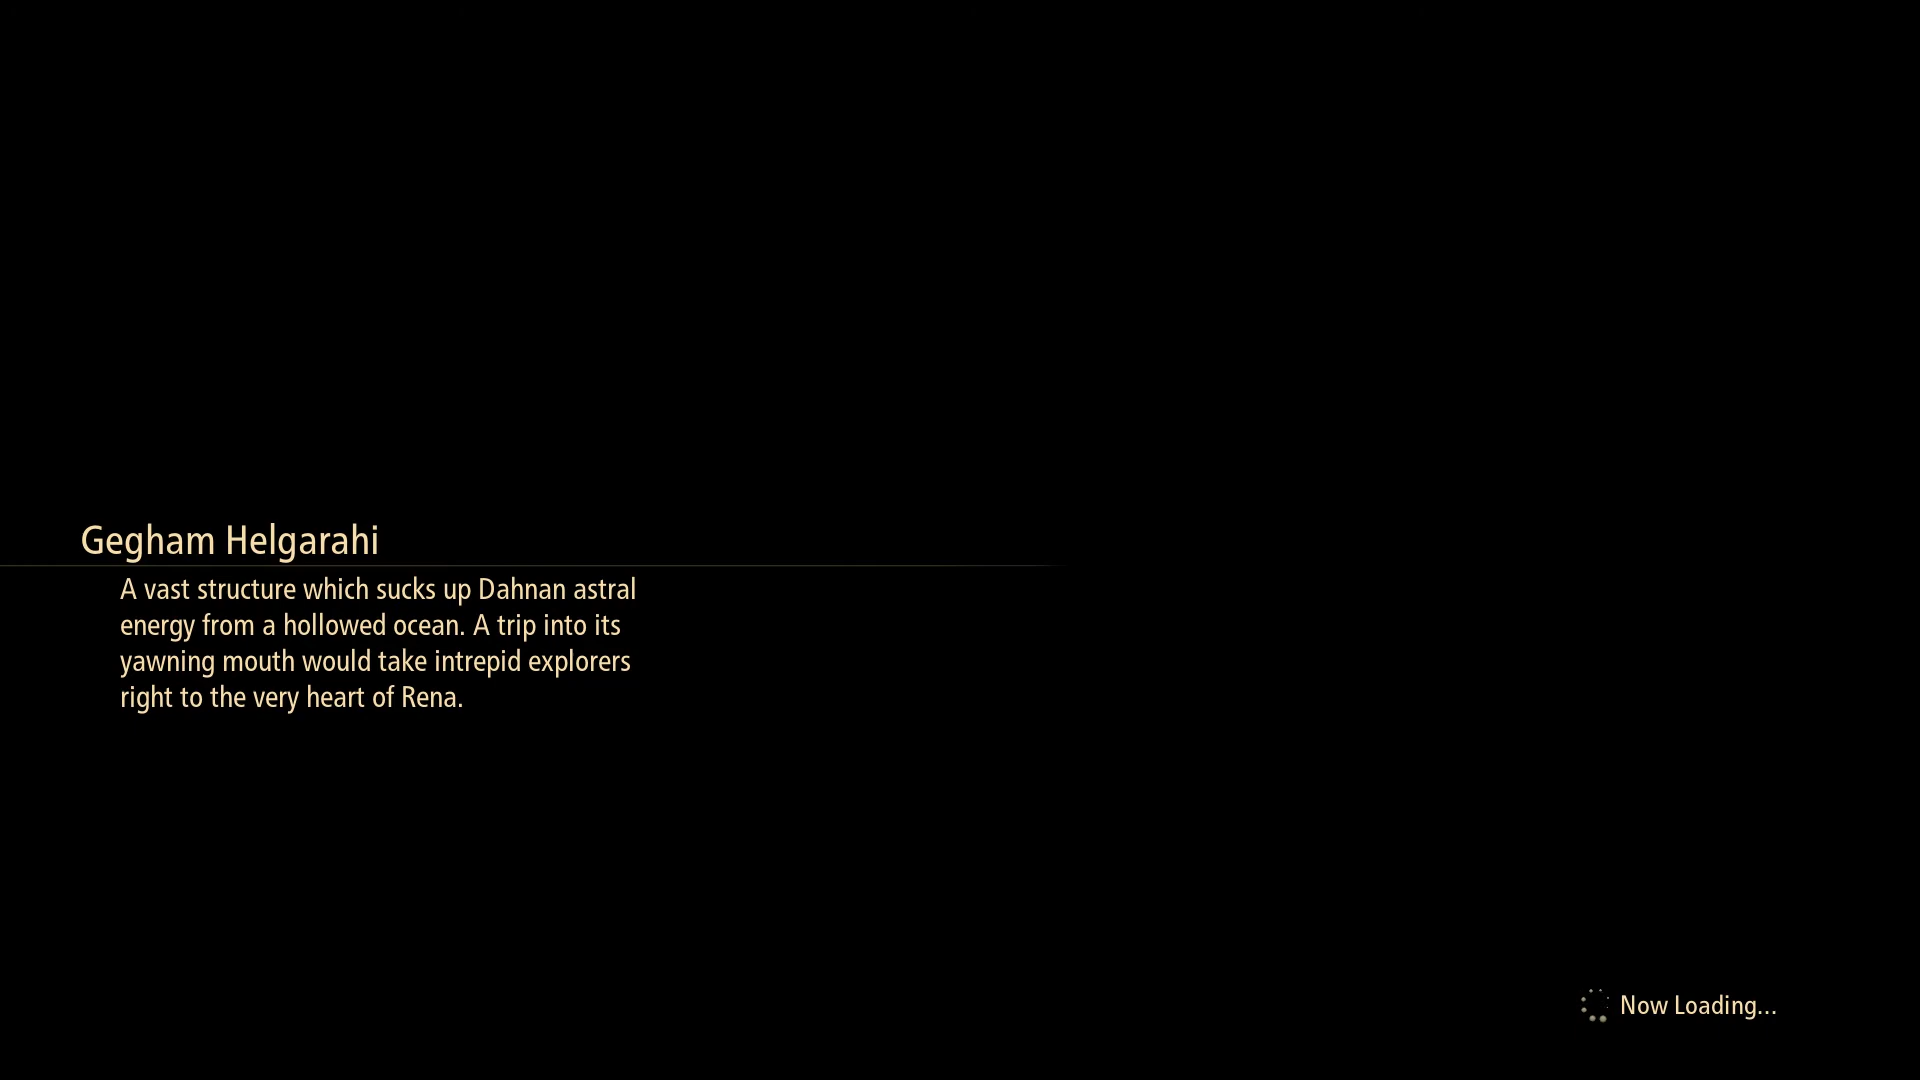 Gegham Helgarahi
A vast structure which sucks up Dahnan astral
energy from a hollowed ocean. A trip into its
yawning mouth would take intrepid explorers
right to the very heart of Rena.
Now Loading...